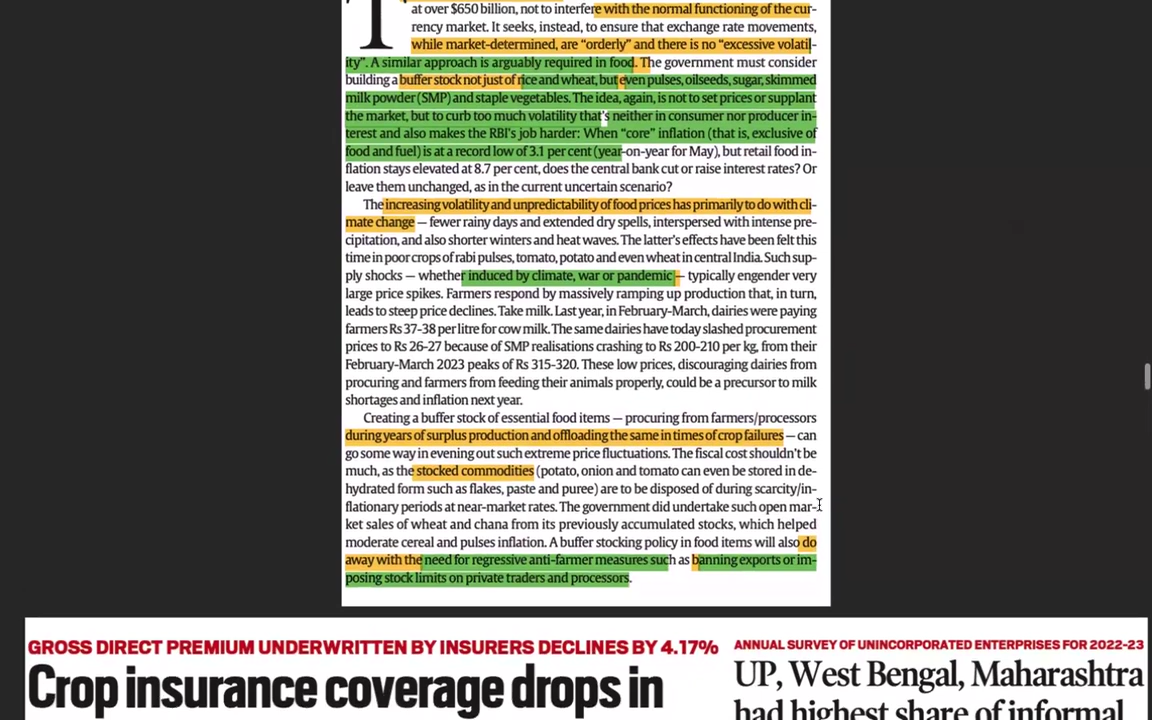 T
at over $650 billion, not to interfere with the normal functioning of the cur-
rency market. It seeks, instead, to ensure that exchange rate movements,
while market-determined, are “orderly” and there is no “excessive volatil-
ity”. A similar approach is arguably required in food. The government must consider
building a buffer stock not just of rice and wheat, but even pulses, oilseeds, sugar, skimmed
milk powder (SMP) and staple vegetables. The idea, again, is not to set prices or supplant
the market, but to curb too much volatility that's neither in consumer nor producer in-
terest and also makes the RBI's job harder: When “core” inflation (that is, exclusive of
food and fuel) is at a record low of 3.1 per cent (year-on-year for May), but retail food in-
flation stays elevated at 8.7 per cent, does the central bank cut or raise interest rates? Or
leave them unchanged, as in the current uncertain scenario?
The increasing volatility and unpredictability of food prices has primarily to do with cli-
mate change — fewer rainy days and extended dry spells, interspersed with intense pre-
cipitation, and also shorter winters and heat waves. The latter's effects have been felt this
time in poor crops of rabi pulses, tomato, potato and even wheat in central India. Such sup-
ply shocks — whether induced by climate, war or pandemic — typically engender very
large price spikes. Farmers respond by massively ramping up production that, in turn,
leads to steep price declines. Take milk. Last year, in February-March, dairies were paying
farmers Rs 37-38 per litre for cow milk. The same dairies have today slashed procurement
prices to Rs 26-27 because of SMP realisations crashing to Rs 200-210 per kg, from their
February-March 2023 peaks of Rs 315-320. These low prices, discouraging dairies from
procuring and farmers from feeding their animals properly, could be a precursor to milk
shortages and inflation next year.
Creating a buffer stock of essential food items — procuring from farmers/processors
during years of surplus production and offloading the same in times of crop failures — can
go some way in evening out such extreme price fluctuations. The fiscal cost shouldn't be
much, as the stocked commodities (potato, onion and tomato can even be stored in de-
hydrated form such as flakes, paste and puree) are to be disposed of during scarcity/in-
flationary periods at near-market rates. The government did undertake such open mar-
ket sales of wheat and chana from its previously accumulated stocks, which helped
moderate cereal and pulses inflation. A buffer stocking policy in food items will also do
away with the need for regressive anti-farmer measures such as banning exports or im-
posing stock limits on private traders and processors.
GROSS DIRECT PREMIUM UNDERWRITTEN BY INSURERS DECLINES BY 4.17%
Crop insurance coverage drops in
ANNUAL SURVEY OF UNINCORPORATED ENTERPRISES FOR 2022-23
UP, West Bengal, Maharashtra
had highest share of informal